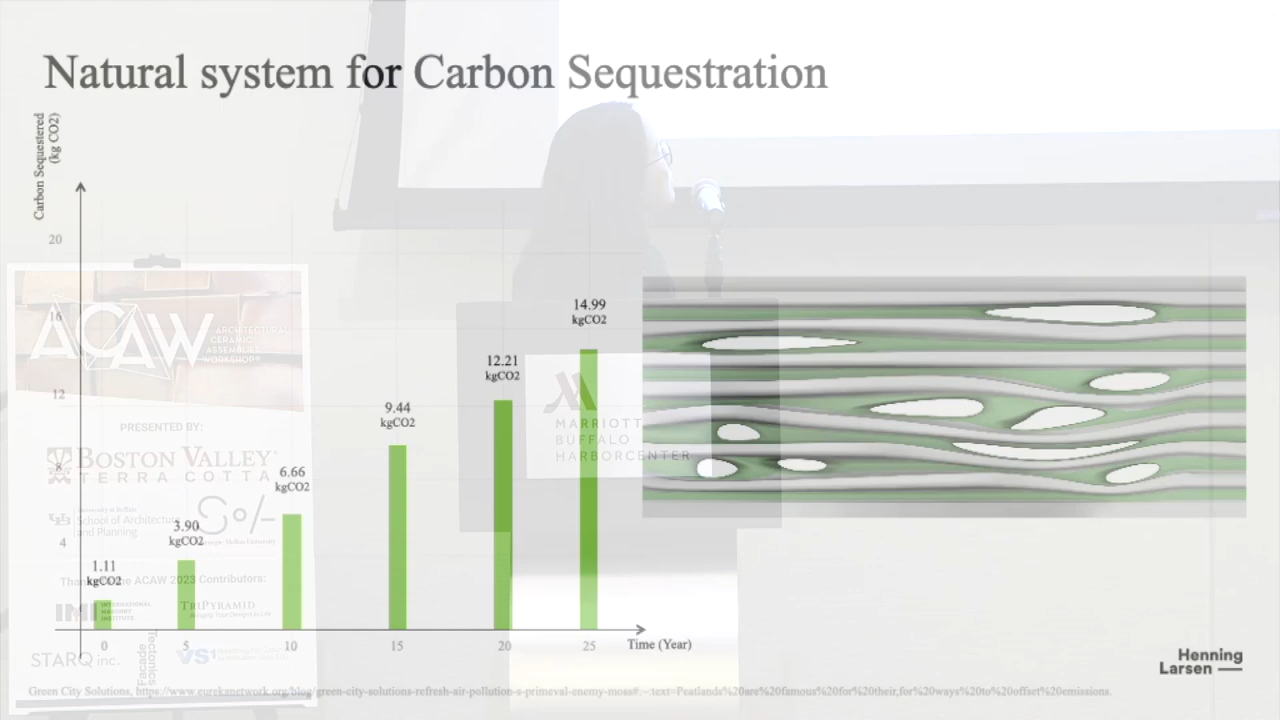 Natural system for Carbon Sequestration
Carbon Sequestered
(kg CO2)
20
16
12
8
4
1.11
kgCO2
3.90
kgCO2
6.66
kgCO2
9.44
kgCO2
12.21
kgCO2
14.99
kgCO2
0
5
10
15
20
25
Time (Year)
ACAW
ARCHITECTURAL
CERAMIC
ASSEMBLIES
WORKSHOP
PRESENTED BY:
BOSTON VALLEY
TERRA COTTA
University at Buffalo
School of Architecture
and Planning
Carnegie Mellon University
ACAW 2023 Contributors:
IMI
INTERNATIONAL
MASONRY
INSTITUTE
TRIPYRAMID
STARQ inc.
Facade
Tectonics
VS1
MARRIOTT
BUFFALO
HARBORCENTER
Henning
Larsen
Green City Solutions, https://www.eurekanetwork.org/blog/green-city-solutions-refresh-air-pollution-s-primeval-enemy-moss#:~:text=Peatlands%20are%20famous%20for%20their,for%20ways%20to%20offset%20emissions.